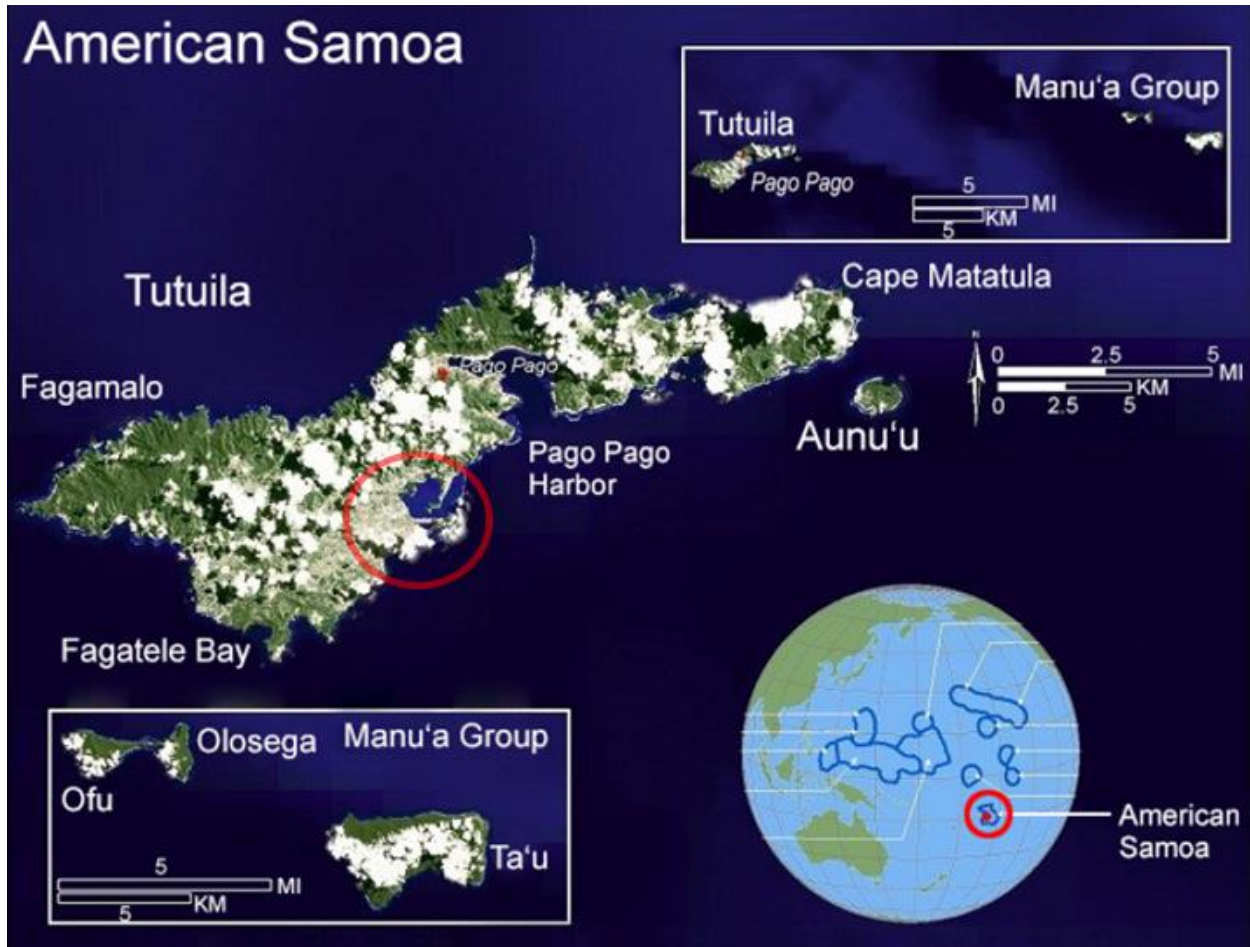 American Samoa
Manu‘a Group
Tutuila
Pago Pago
5
MI
KM
5
Cape Matatula
Tutuila
Pago Pago
Fagamalo
N
0 2.5 5
MI
KM
0 2.5 5
Aunu‘u
Pago Pago
Harbor
Fagatele Bay
Olosega
Manu‘a Group
Ofu
Ta‘u
5
MI
KM
5
American
Samoa